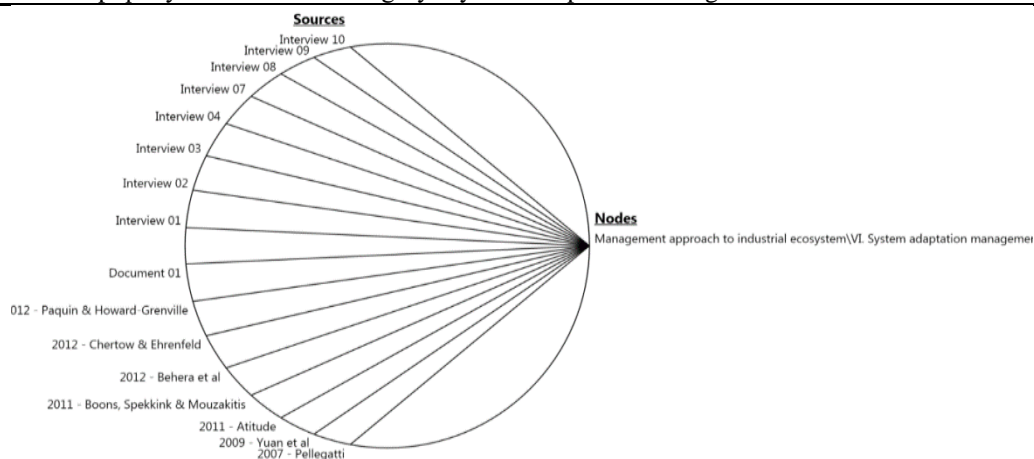 Sources
Interview 10
Interview 09
Interview 08
Interview 07
Interview 04
Interview 03
Interview 02
Interview 01
Nodes
Management approach to industrial ecosystem\VI. System adaptation managemen
Document 01
012 - Paquin & Howard-Grenville
2012 - Chertow & Ehrenfeld
2012 - Behera et al
2011 - Boons, Spekkink & Mouzakitis
2011 - Atitude
2009 - Yuan et al
2007 - Pellegatti